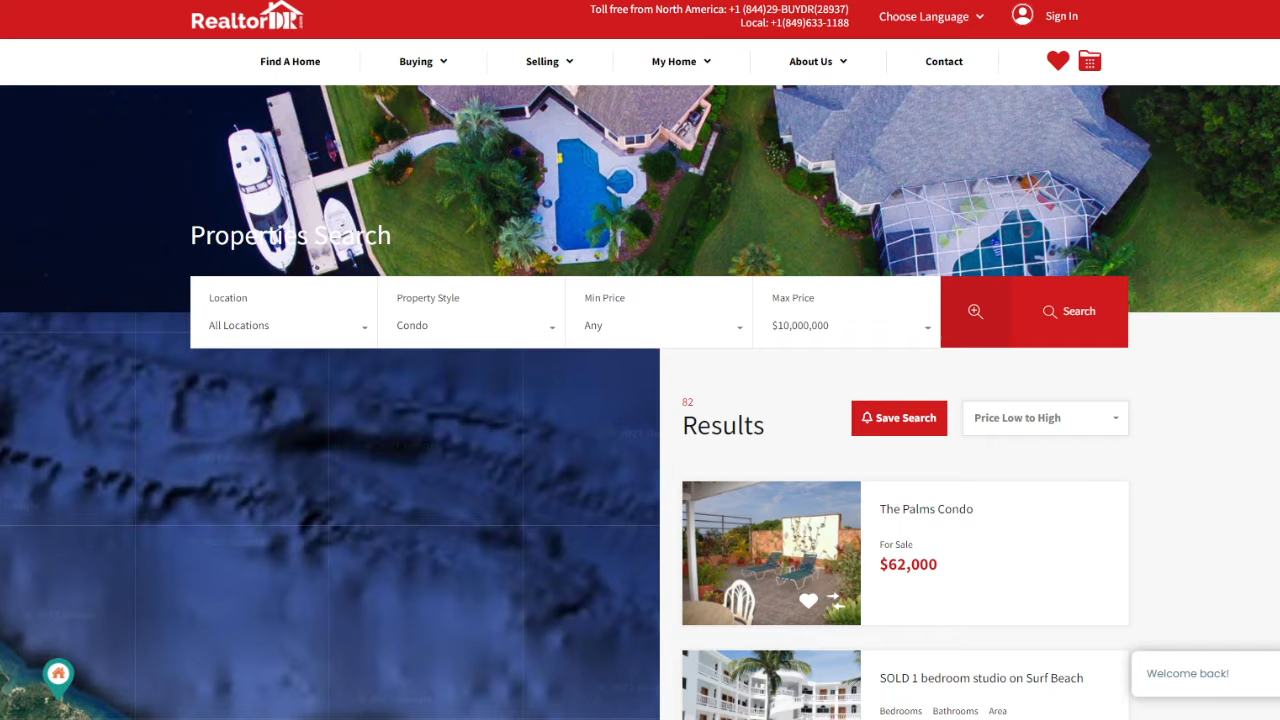 RealtorDR.com
Toll free from North America: +1 (844)29-BUYDR(28937)
Local: +1(849)633-1188
Choose Language
Sign In
Find A Home
Buying
Selling
My Home
About Us
Contact
Properties Search
Location
All Locations
Property Style
Condo
Min Price
Any
Max Price
$10,000,000
Search
82
Results
Save Search
Price Low to High
The Palms Condo
For Sale
$62,000
SOLD 1 bedroom studio on Surf Beach
Bedrooms Bathrooms Area
Welcome back!